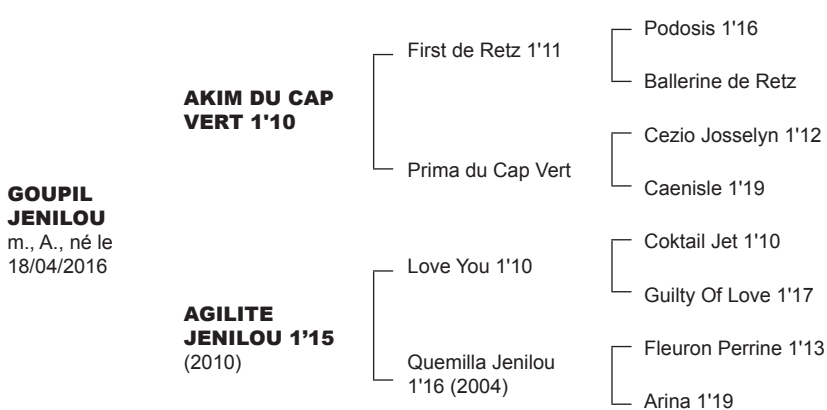 GOUPIL
JENILOU
m., A., né le
18/04/2016
AKIM DU CAP
VERT 1'10
AGILITE
JENILOU 1’15
(2010)
First de Retz 1'11
Prima du Cap Vert
Love You 1'10
Quemilla Jenilou
1'16 (2004)
Podosis 1'16
Ballerine de Retz
Cezio Josselyn 1'12
Caenisle 1'19
Coktail Jet 1'10
Guilty Of Love 1'17
Fleuron Perrine 1'13
Arina 1'19